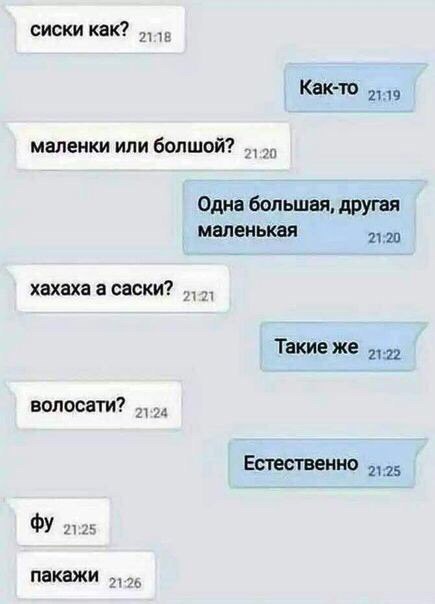 сиски как? 21:18
Как-то 21:19
маленки или болшой? 21:20
Одна большая, другая
маленькая 21:20
хахаха а саски? 21:21
Такие же 21:22
волосати? 21:24
Естественно 21:25
фу 21:25
пакажи 21:26